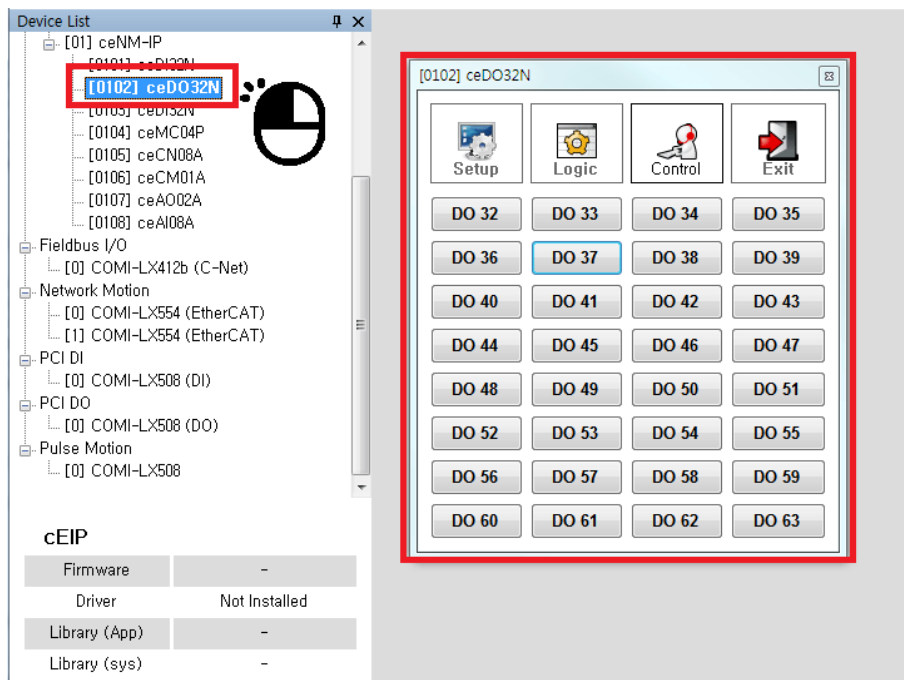 Device List
[01] ceNM-IP
[0101] ceDI32N
[0102] ceDO32N
[0103] ceDI32N
[0104] ceMC04P
[0105] ceCN08A
[0106] ceCM01A
[0107] ceAO02A
[0108] ceAI08A
Fieldbus I/O
[0] COMI-LX412b (C-Net)
Network Motion
[0] COMI-LX554 (EtherCAT)
[1] COMI-LX554 (EtherCAT)
PCI DI
[0] COMI-LX508 (DI)
PCI DO
[0] COMI-LX508 (DO)
Pulse Motion
[0] COMI-LX508
cEIP
Firmware -
Driver Not Installed
Library (App) -
Library (sys) -
[0102] ceDO32N
Setup Logic Control Exit
DO 32 DO 33 DO 34 DO 35
DO 36 DO 37 DO 38 DO 39
DO 40 DO 41 DO 42 DO 43
DO 44 DO 45 DO 46 DO 47
DO 48 DO 49 DO 50 DO 51
DO 52 DO 53 DO 54 DO 55
DO 56 DO 57 DO 58 DO 59
DO 60 DO 61 DO 62 DO 63